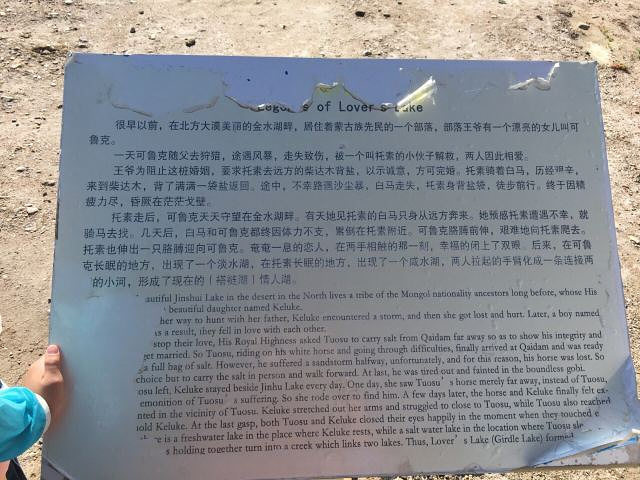 Legends of Lover's Lake
很早以前，在北方大漠美丽的金水湖畔，居住着蒙古族先民的一个部落，部落王爷有一个漂亮的女儿叫可
鲁克。
一天可鲁克随父去狩猎，途遇风暴，走失致伤，被一个叫托素的小伙子解救，两人因此相爱。
王爷为阻止这桩婚姻，要求托素去远方的柴达木背盐，以示诚意，方可完婚。托素骑着白马，历经艰辛，
来到柴达木，背了满满一袋盐返回。途中，不幸路遇沙尘暴，白马走失，托素身背盐袋，徒步前行。终于因精
疲力尽，昏厥在茫茫戈壁。
托素走后，可鲁克天天守望在金水湖畔。有天她见托素的白马只身从远方奔来。她预感托素遭遇不幸，就
骑马去找。几天后，白马和可鲁克都终因体力不支，累倒在托素附近。可鲁克胳膊前伸，艰难地向托素爬去。
托素也伸出一只胳膊迎向可鲁克。奄奄一息的恋人，在两手相触的那一刻，幸福的闭上了双眼。后来，在可鲁
克长眠的地方，出现了一个淡水湖，在托素长眠的地方，出现了一个咸水湖，两人拉起的手臂化成一条连接两
的小河，形成了现在的（褡裢湖）情人湖。
autiful Jinshui Lake in the desert in the North lives a tribe of the Mongol nationality ancestors long before, whose His
beautiful daughter named Keluke.
her way to hunt with her father, Keluke encountered a storm, and then she got lost and hurt. Later, a boy named
as a result, they fell in love with each other.
stop their love, His Royal Highness asked Tuosu to carry salt from Qaidam far away so as to show his integrity and
get married. So Tuosu, riding on his white horse and going through difficulties, finally arrived at Qaidam and was ready
a full bag of salt. However, he suffered a sandstorm halfway, unfortunately, and for this reason, his horse was lost. So
choice but to carry the salt in person and walk forward. At last, he was tired out and fainted in the boundless gobi.
osu left, Keluke stayed beside Jinhu Lake every day. One day, she saw Tuosu's horse merely far away, instead of Tuosu,
emonition of Tuosu's suffering. So she rode over to find him. A few days later, the horse and Keluke finally felt ex-
nted in the vicinity of Tuosu. Keluke stretched out her arms and struggled to close to Tuosu, while Tuosu also reached
hold Keluke. At the last gasp, both Tuosu and Keluke closed their eyes happily in the moment when they touched e
re is a freshwater lake in the place where Keluke rests, while a salt water lake in the location where Tuosu sle
s holding together turn into a creek which links two lakes. Thus, Lover's Lake (Girdle Lake) formed